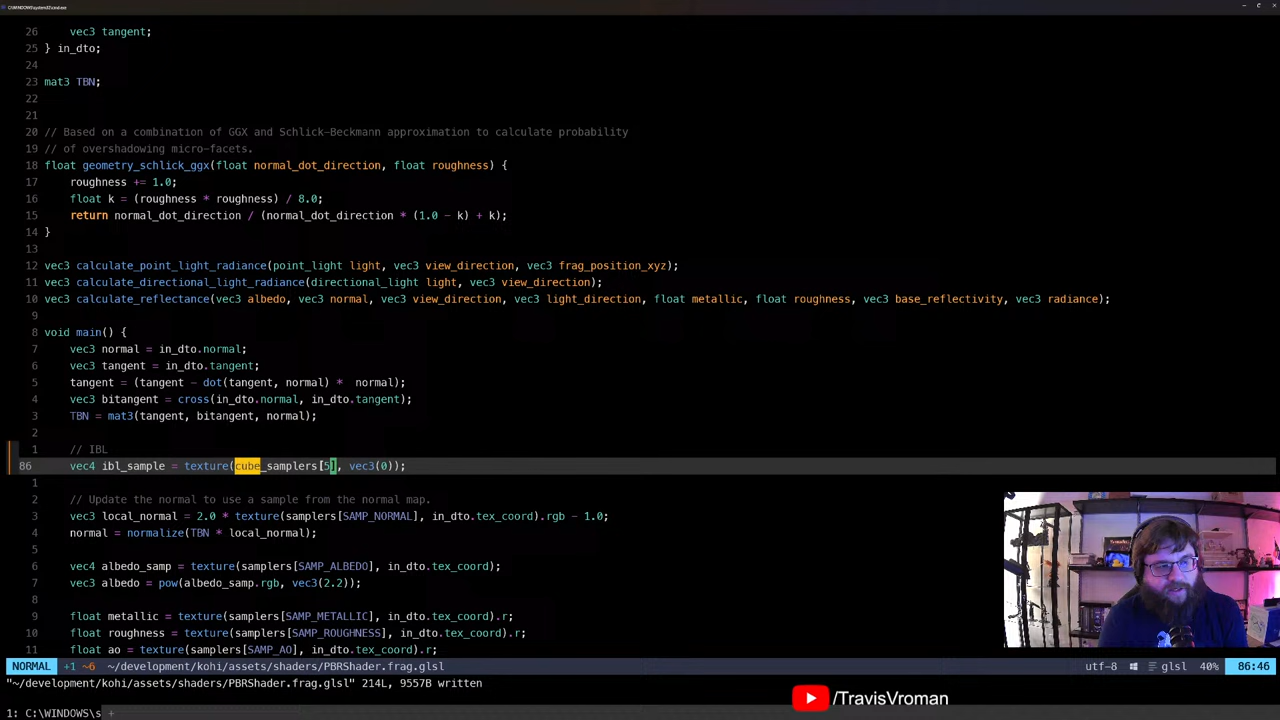 C:\WINDOWS\system32\cmd.exe
26 vec3 tangent;
25 } in_dto;
24
23 mat3 TBN;
22
21
20 // Based on a combination of GGX and Schlick-Beckmann approximation to calculate probability
19 // of overshadowing micro-facets.
18 float geometry_schlick_ggx(float normal_dot_direction, float roughness) {
17 roughness += 1.0;
16 float k = (roughness * roughness) / 8.0;
15 return normal_dot_direction / (normal_dot_direction * (1.0 - k) + k);
14 }
13
12 vec3 calculate_point_light_radiance(point_light light, vec3 view_direction, vec3 frag_position_xyz);
11 vec3 calculate_directional_light_radiance(directional_light light, vec3 view_direction);
10 vec3 calculate_reflectance(vec3 albedo, vec3 normal, vec3 view_direction, vec3 light_direction, float metallic, float roughness, vec3 base_reflectivity, vec3 radiance);
9
8 void main() {
7 vec3 normal = in_dto.normal;
6 vec3 tangent = in_dto.tangent;
5 tangent = (tangent - dot(tangent, normal) *  normal);
4 vec3 bitangent = cross(in_dto.normal, in_dto.tangent);
3 TBN = mat3(tangent, bitangent, normal);
2
1 // IBL
86 vec4 ibl_sample = texture(cube_samplers[5], vec3(0));
1
2 // Update the normal to use a sample from the normal map.
3 vec3 local_normal = 2.0 * texture(samplers[SAMP_NORMAL], in_dto.tex_coord).rgb - 1.0;
4 normal = normalize(TBN * local_normal);
5
6 vec4 albedo_samp = texture(samplers[SAMP_ALBEDO], in_dto.tex_coord);
7 vec3 albedo = pow(albedo_samp.rgb, vec3(2.2));
8
9 float metallic = texture(samplers[SAMP_METALLIC], in_dto.tex_coord).r;
10 float roughness = texture(samplers[SAMP_ROUGHNESS], in_dto.tex_coord).r;
11 float ao = texture(samplers[SAMP_AO], in_dto.tex_coord).r;
NORMAL +1 ~6 ~/development/kohi/assets/shaders/PBRShader.frag.glsl utf-8 glsl 40% 86:46
"~/development/kohi/assets/shaders/PBRShader.frag.glsl" 214L, 9557B written
/TravisVroman
1: C:\WINDOWS\s +